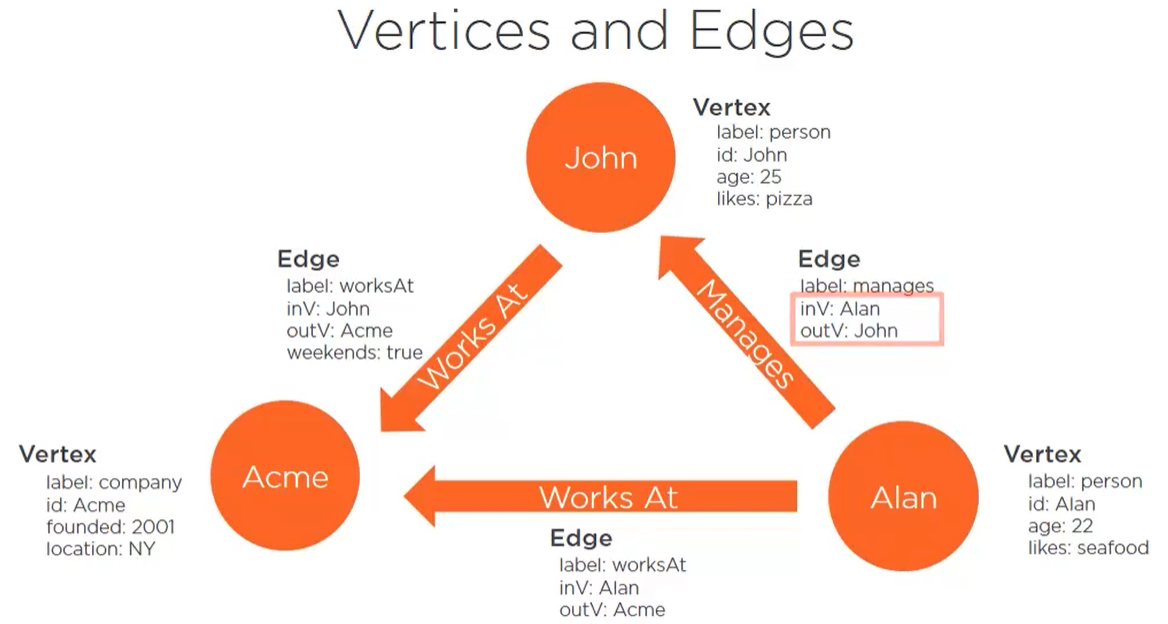 Vertices and Edges
John
Vertex
label: person
id: John
age: 25
likes: pizza
Edge
label: worksAt
inV: John
outV: Acme
weekends: true
Works At
Manages
Edge
label: manages
inV: Alan
outV: John
Vertex
label: company
id: Acme
founded: 2001
location: NY
Acme
Works At
Edge
label: worksAt
inV: Alan
outV: Acme
Alan
Vertex
label: person
id: Alan
age: 22
likes: seafood